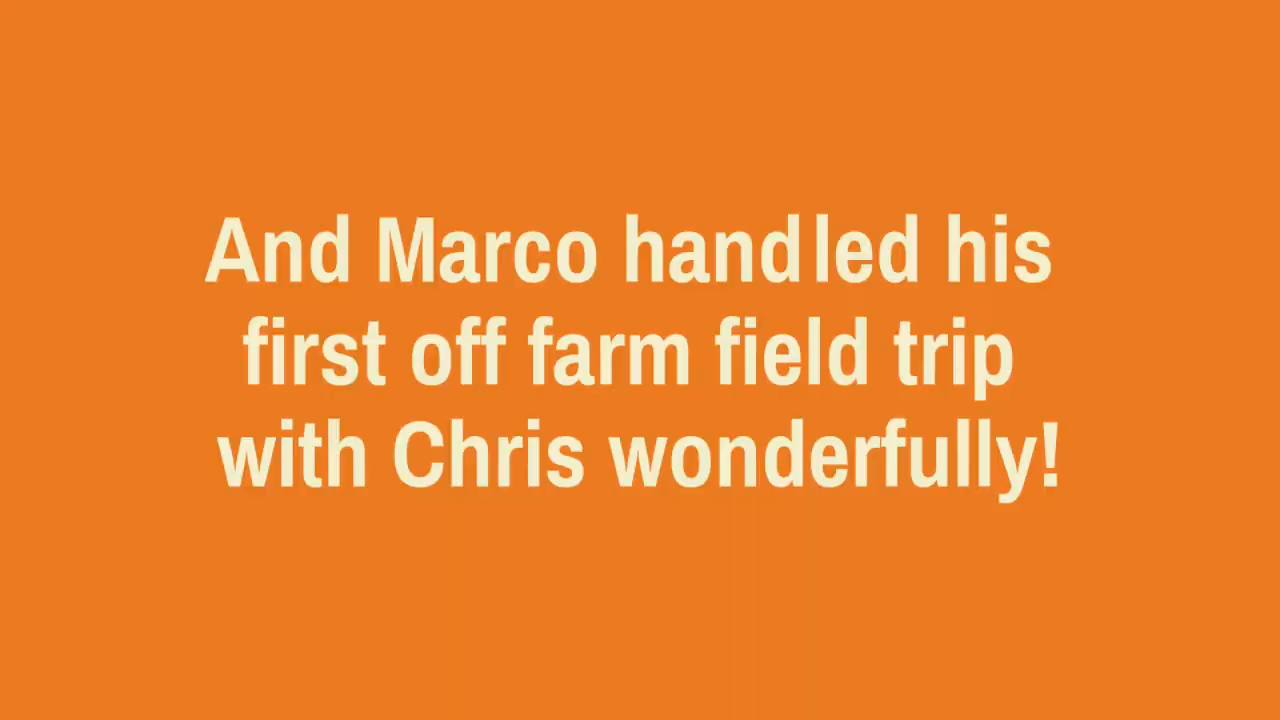 And Marco handled his
first off farm field trip
with Chris wonderfully!